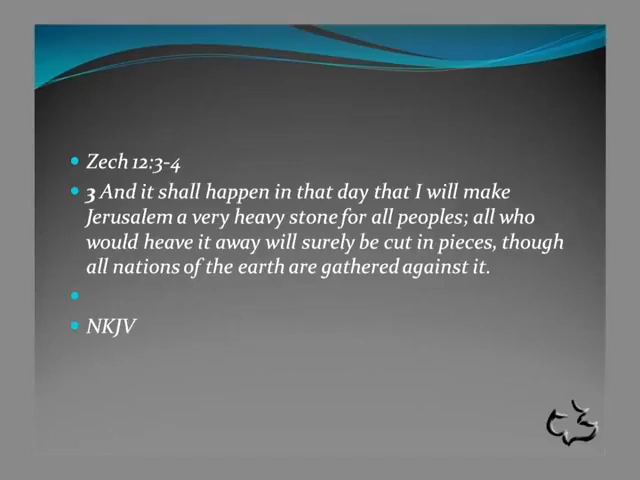 Zech 12:3-4
3 And it shall happen in that day that I will make
Jerusalem a very heavy stone for all peoples; all who
would heave it away will surely be cut in pieces, though
all nations of the earth are gathered against it.
NKJV